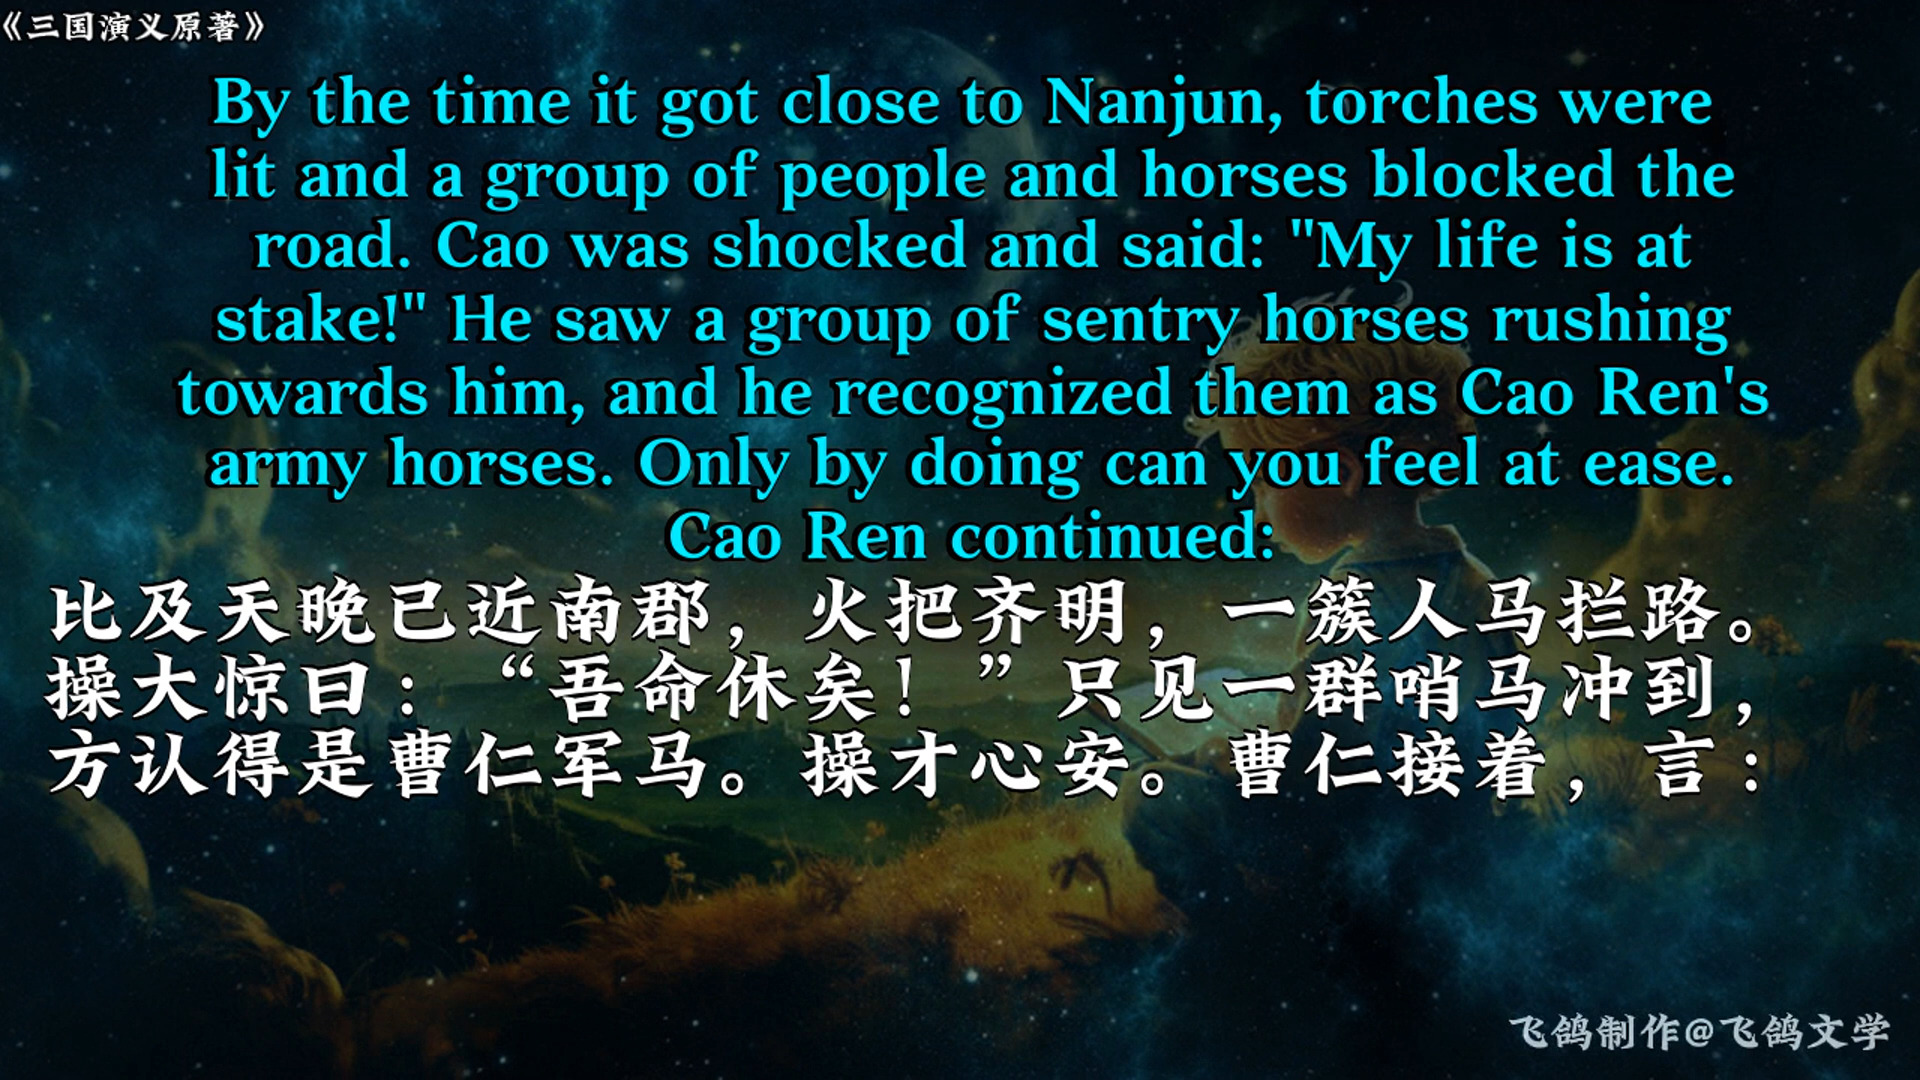 《三国演义原著》
By the time it got close to Nanjun, torches were
lit and a group of people and horses blocked the
road. Cao was shocked and said: "My life is at
stake!" He saw a group of sentry horses rushing
towards him, and he recognized them as Cao Ren's
army horses. Only by doing can you feel at ease.
Cao Ren continued:
比及天晚已近南郡，火把齐明，一簇人马拦路。
操大惊曰：“吾命休矣！”只见一群哨马冲到，
方认得是曹仁军马。操才心安。曹仁接着，言：
飞鸽制作@飞鸽文学